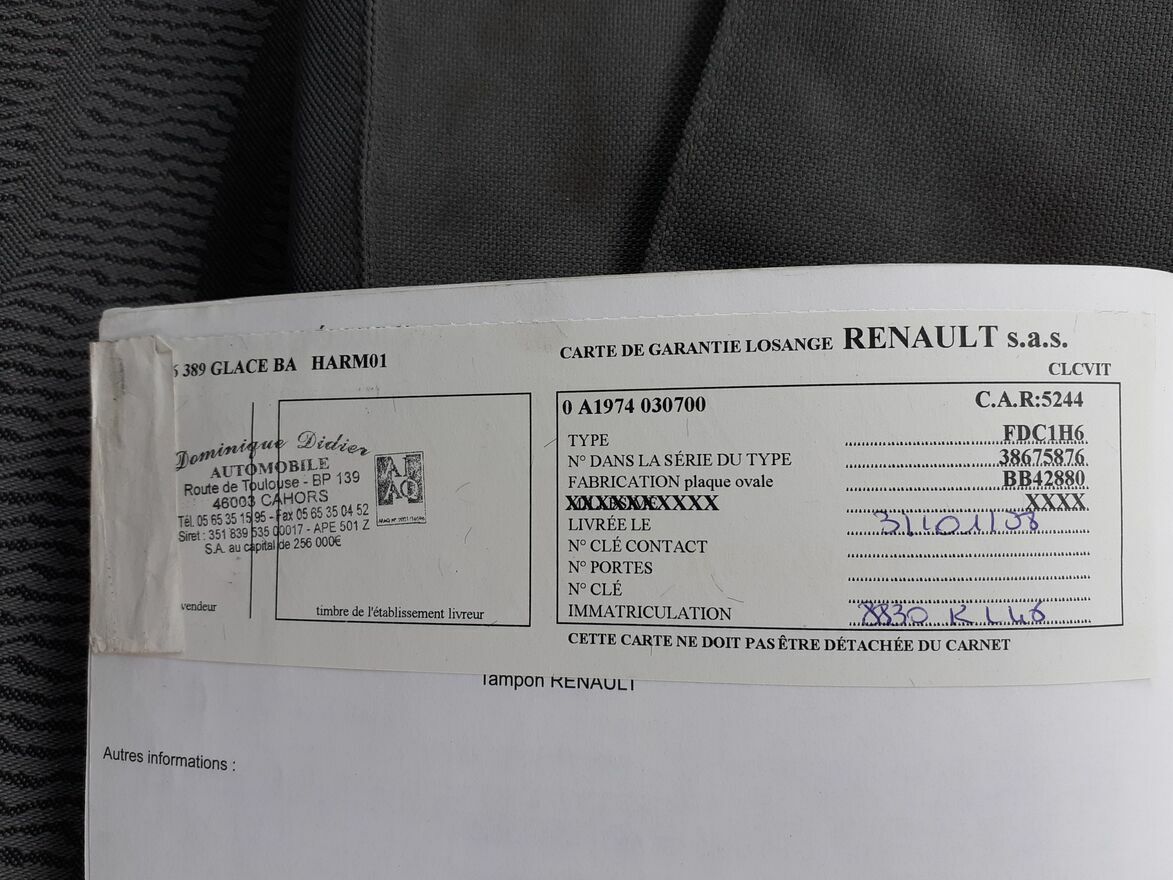 389 GLACE BA HARM01
CARTE DE GARANTIE LOSANGE RENAULT s.a.s.
CLCVIT
Dominique Didier
AUTOMOBILE
Route de Toulouse - BP 139
46003 CAHORS
Tél. 05 65 35 15 95 - Fax 05 65 35 04 52
Siret : 351 839 535 00017 - APE 501 Z
S.A. au capital de 256 000€
vendeur
timbre de l'établissement livreur
0 A1974 030700 C.A.R:5244
TYPE FDC1H6
N° DANS LA SÉRIE DU TYPE 38675876
FABRICATION plaque ovale BB42880
XXXX
LIVRÉE LE 31/01/08
N° CLÉ CONTACT
N° PORTES
N° CLÉ
IMMATRICULATION 8830 RL46
CETTE CARTE NE DOIT PAS ÊTRE DÉTACHÉE DU CARNET
Tampon RENAULT
Autres informations :